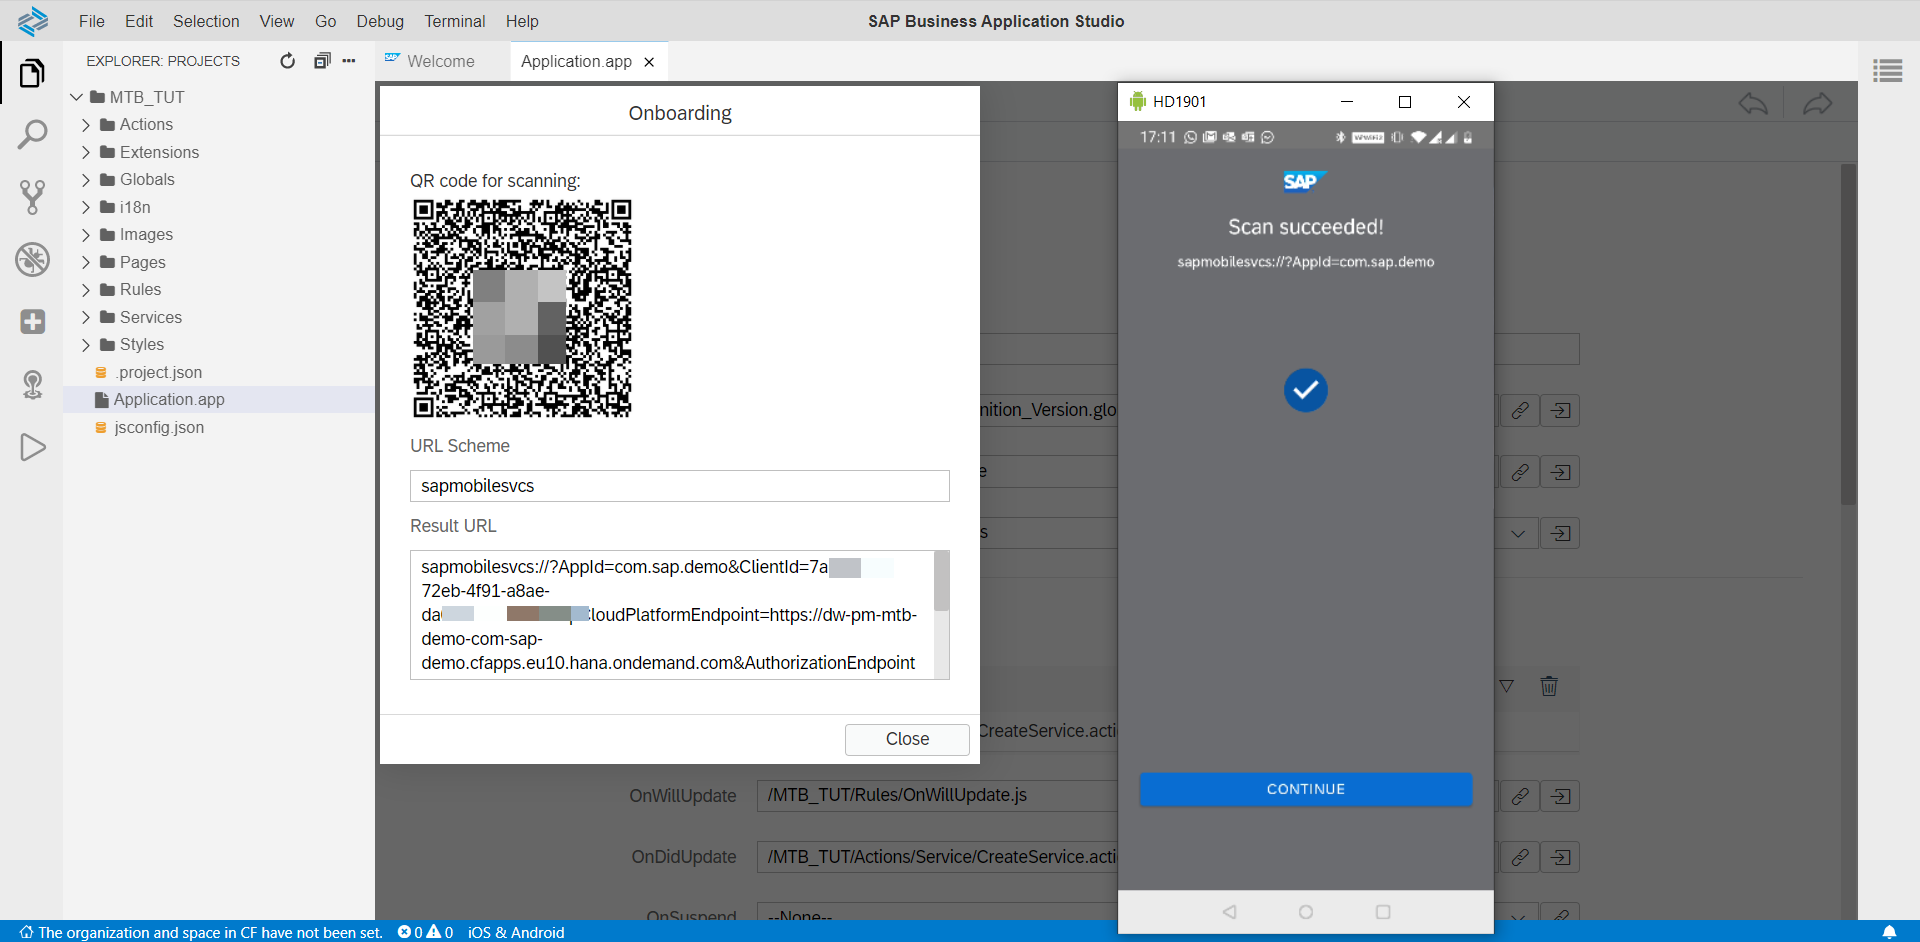 File Edit Selection View Go Debug Terminal Help
SAP Business Application Studio
EXPLORER: PROJECTS
MTB_TUT
Actions
Extensions
Globals
i18n
Images
Pages
Rules
Services
Styles
.project.json
Application.app
jsconfig.json
SAP Welcome
Application.app
Onboarding
QR code for scanning:
URL Scheme
sapmobilesvcs
Result URL
sapmobilesvcs://?AppId=com.sap.demo&ClientId=7a
72eb-4f91-a8ae-
da loudPlatformEndpoint=https://dw-pm-mtb-
demo-com-sap-
demo.cfapps.eu10.hana.ondemand.com&AuthorizationEndpoint
Close
nition_Version.glo
e
s
CreateService.acti
OnWillUpdate /MTB_TUT/Rules/OnWillUpdate.js
OnDidUpdate /MTB_TUT/Actions/Service/CreateService.acti
OnSuspend --None--
HD1901
17:11
SAP
Scan succeeded!
sapmobilesvcs://?AppId=com.sap.demo
CONTINUE
The organization and space in CF have not been set. 0 0 iOS & Android